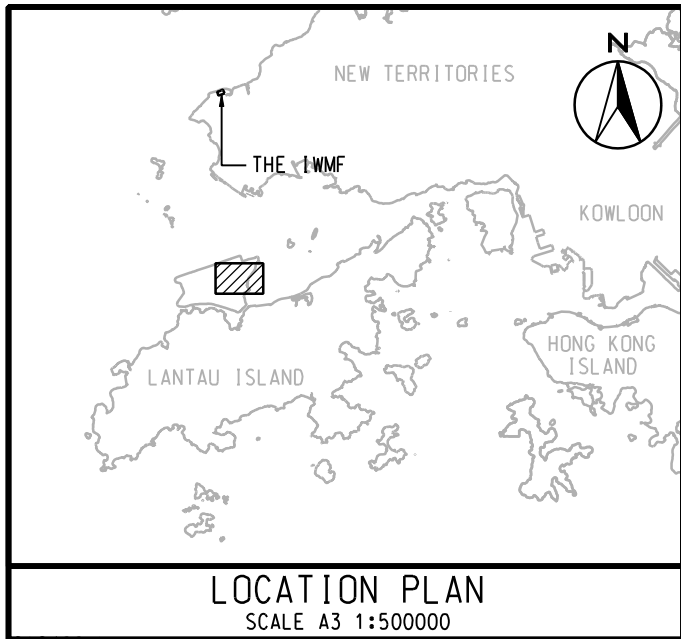 N
NEW TERRITORIES
THE IWMF
KOWLOON
HONG KONG
ISLAND
LANTAU ISLAND
LOCATION PLAN
SCALE A3 1:500000